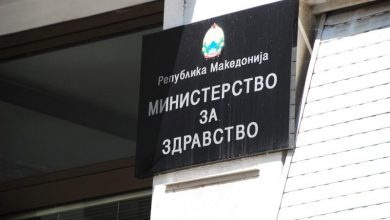 Република Македонија
МИНИСТЕРСТВО
ЗА
ЗДРАВСТВО